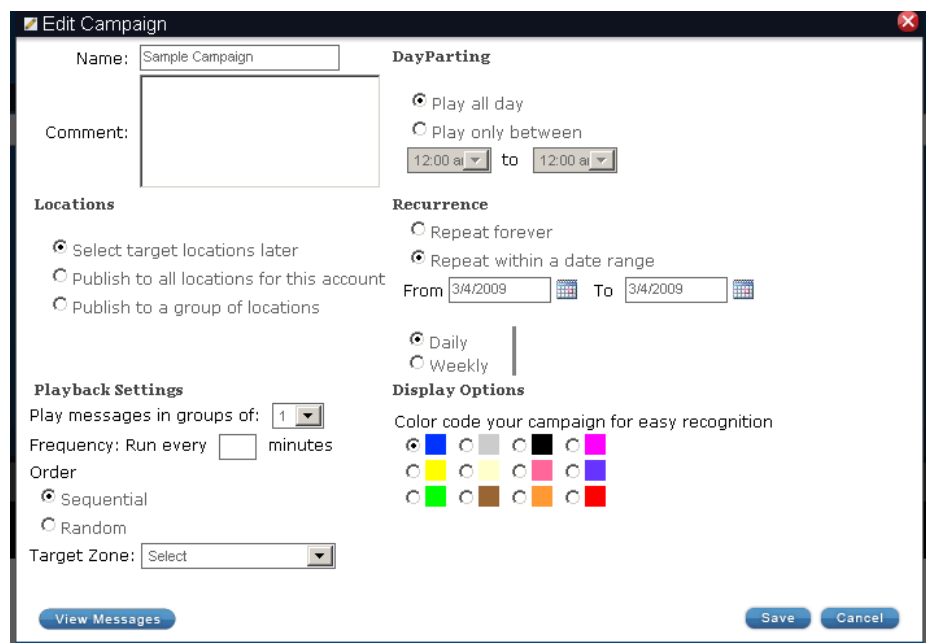 Edit Campaign
Name: Sample Campaign
Comment:
DayParting
Play all day
Play only between
12:00 a to 12:00 a
Locations
Select target locations later
Publish to all locations for this account
Publish to a group of locations
Recurrence
Repeat forever
Repeat within a date range
From 3/4/2009 To 3/4/2009
Daily
Weekly
Playback Settings
Play messages in groups of: 1
Frequency: Run every minutes
Order
Sequential
Random
Target Zone: Select
Display Options
Color code your campaign for easy recognition
View Messages
Save Cancel